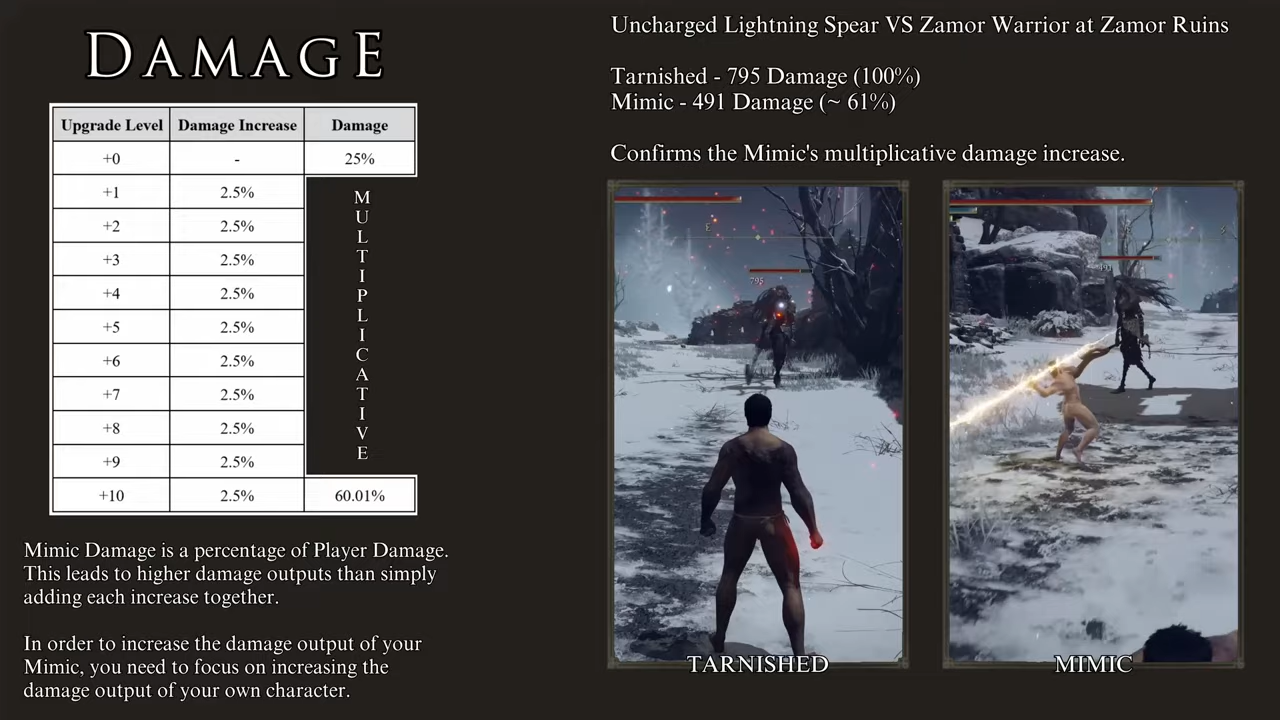 DAMAGE
Upgrade Level Damage Increase Damage
+0 - 25%
+1 2.5%
+2 2.5%
+3 2.5%
+4 2.5%
+5 2.5%
+6 2.5%
+7 2.5%
+8 2.5%
+9 2.5%
+10 2.5% 60.01%
MULTIPLICATIVE
Mimic Damage is a percentage of Player Damage.
This leads to higher damage outputs than simply
adding each increase together.
In order to increase the damage output of your
Mimic, you need to focus on increasing the
damage output of your own character.
Uncharged Lightning Spear VS Zamor Warrior at Zamor Ruins
Tarnished - 795 Damage (100%)
Mimic - 491 Damage (~ 61%)
Confirms the Mimic's multiplicative damage increase.
E
795
TARNISHED
MIMIC